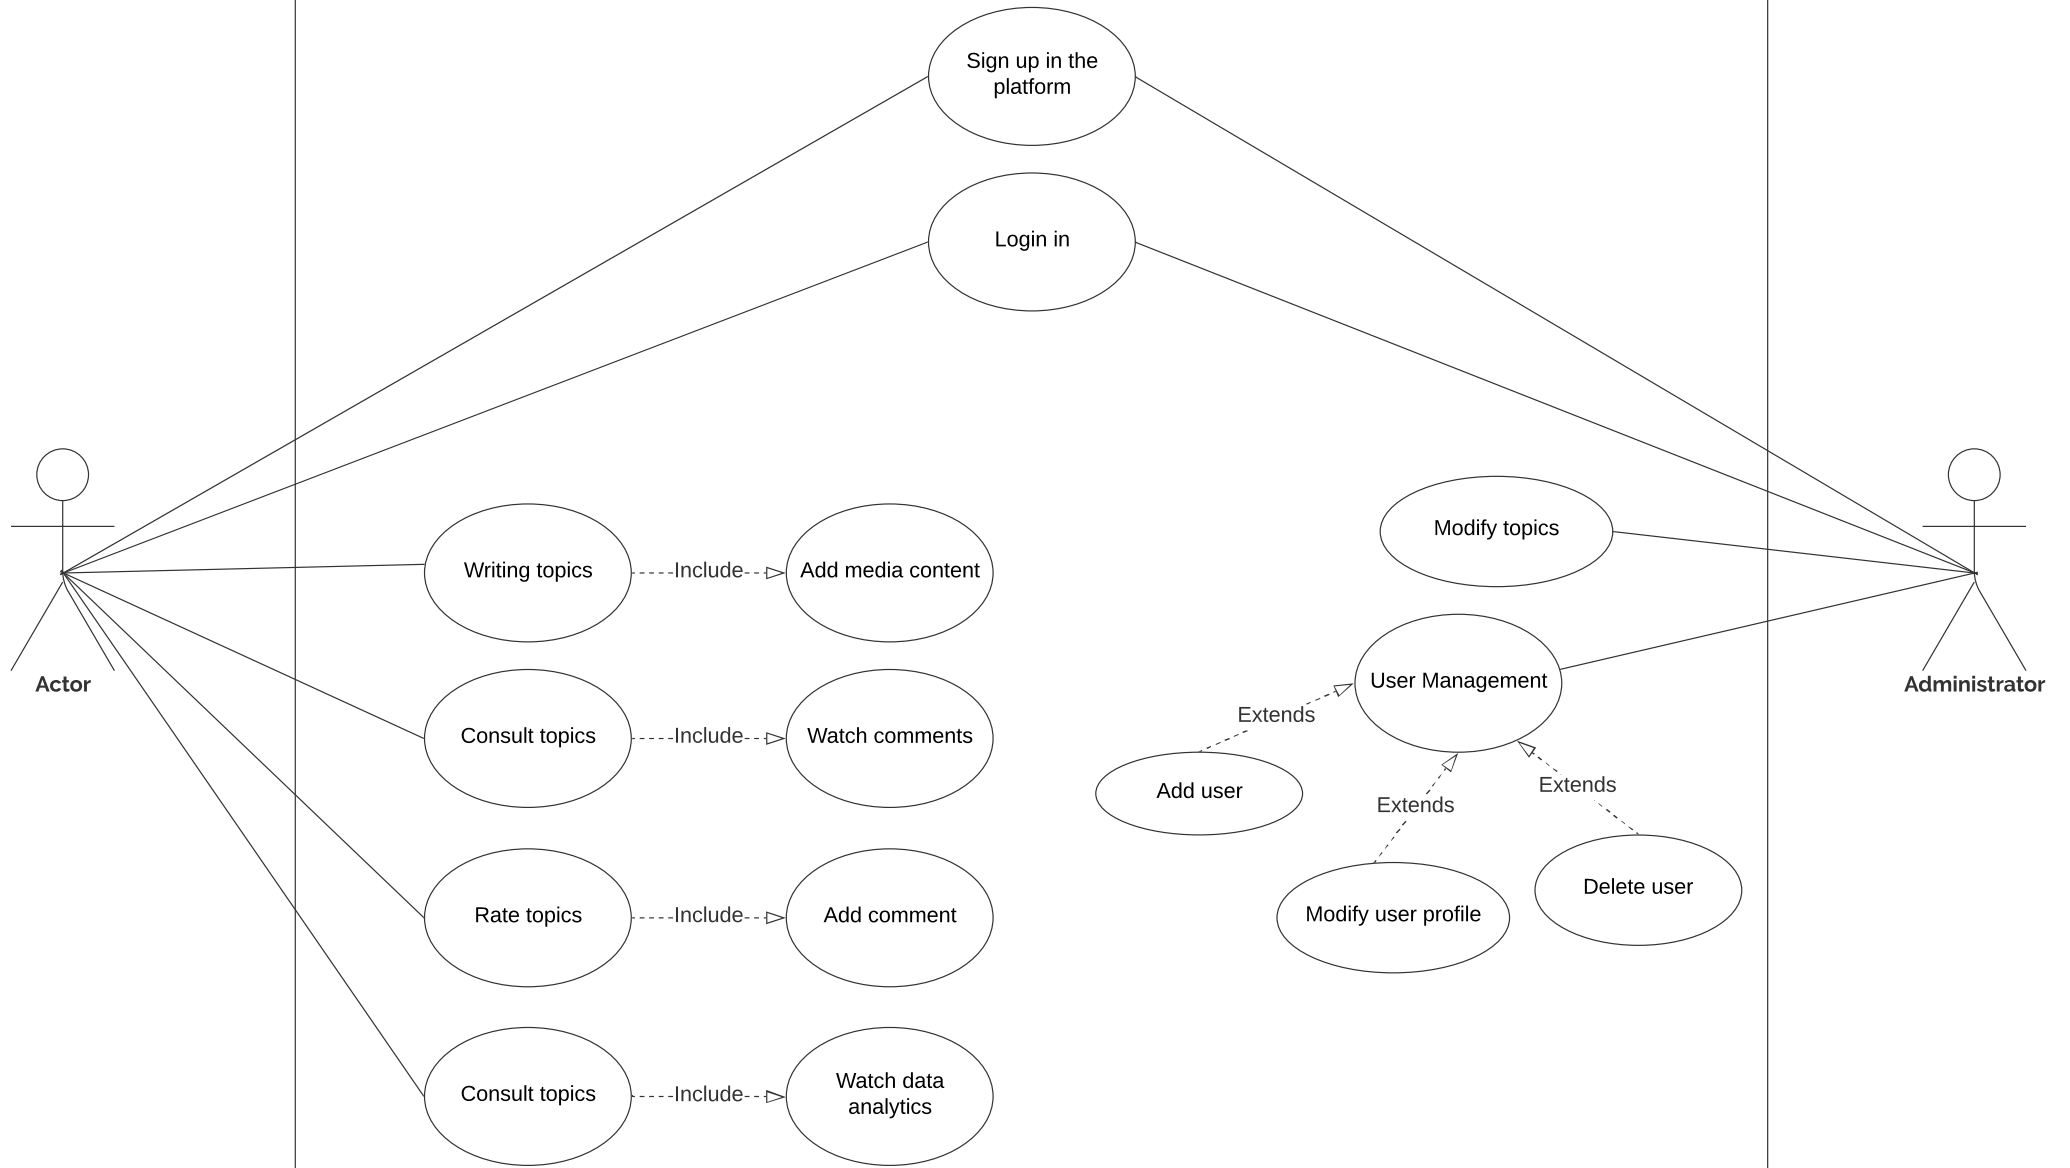 Sign up in the
platform
Login in
Modify topics
Writing topics
Include
Add media content
Actor
Administrator
User Management
Consult topics
Include
Watch comments
Extends
Add user
Extends
Extends
Modify user profile
Delete user
Rate topics
Include
Add comment
Consult topics
Include
Watch data
analytics